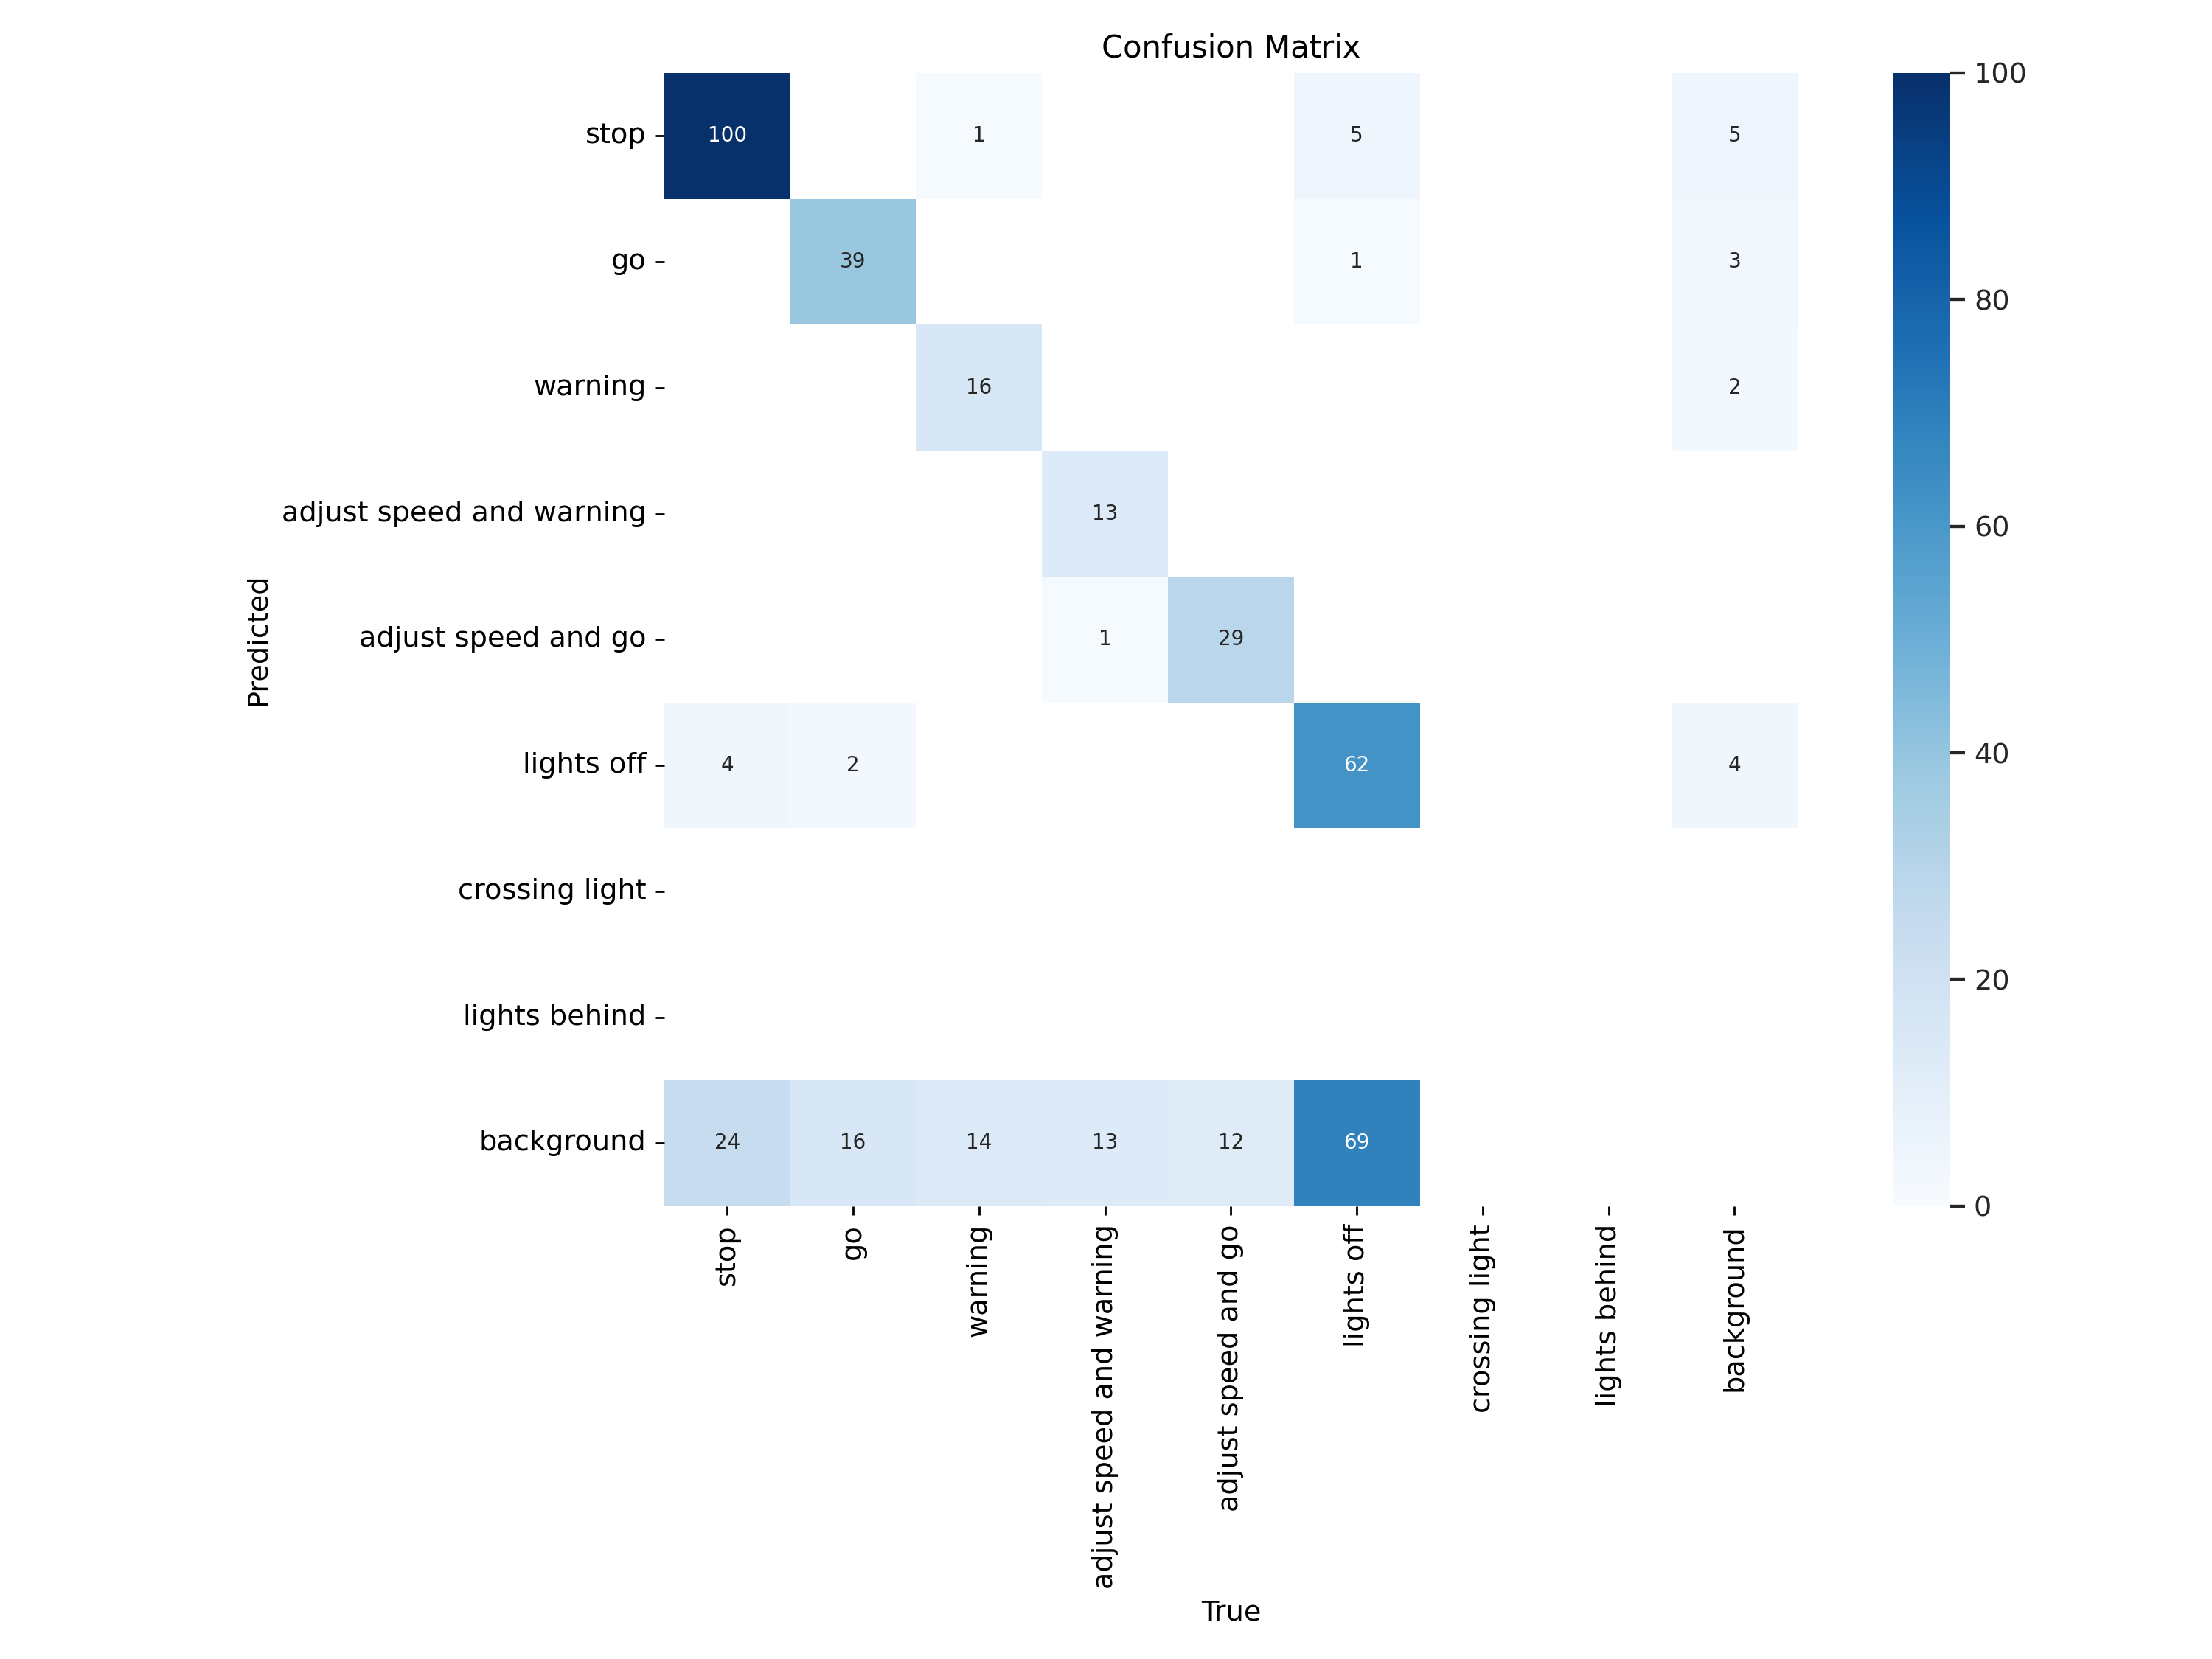 Confusion Matrix
stop
100
1
5
5
go
39
1
3
warning
16
2
adjust speed and warning
13
adjust speed and go
1
29
lights off
4
2
62
4
crossing light
lights behind
background
24
16
14
13
12
69
Predicted
stop
go
warning
adjust speed and warning
adjust speed and go
lights off
crossing light
lights behind
background
True
100
80
60
40
20
0